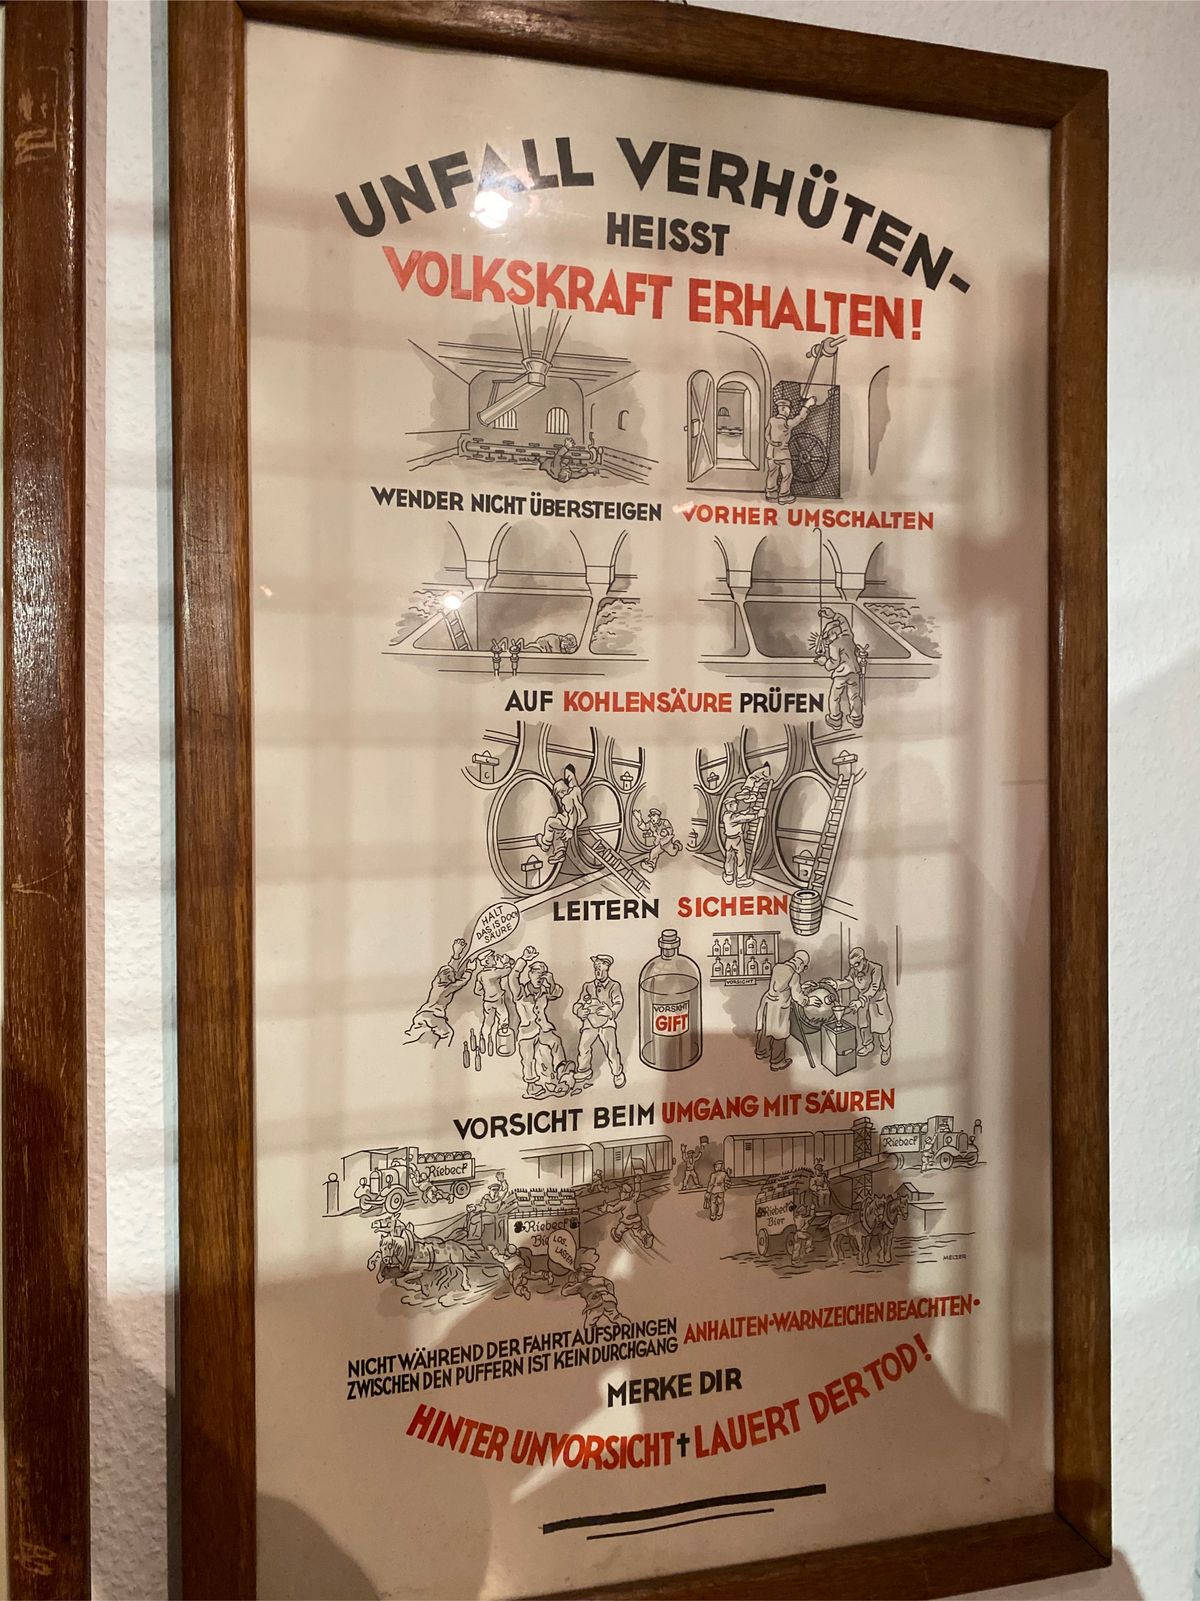 UNFALL VERHÜTEN-
HEISST
VOLKSKRAFT ERHALTEN!
WENDER NICHT ÜBERSTEIGEN VORHER UMSCHALTEN
AUF KOHLENSÄURE PRÜFEN
LEITERN SICHERN
HALT
DAS IS DOCH
SÄURE
VORSICHT
GIFT
VORSICHT
VORSICHT BEIM UMGANG MIT SÄUREN
Riebeck
Riebeck
Riebeck
Bier
LOS-
LASSEN
Riebeck
Bier
MELZER
NICHT WÄHREND DER FAHRT AUFSPRINGEN
ZWISCHEN DEN PUFFERN IST KEIN DURCHGANG
ANHALTEN-WARNZEICHEN BEACHTEN-
MERKE DIR
HINTER UNVORSICHT † LAUERT DER TOD!